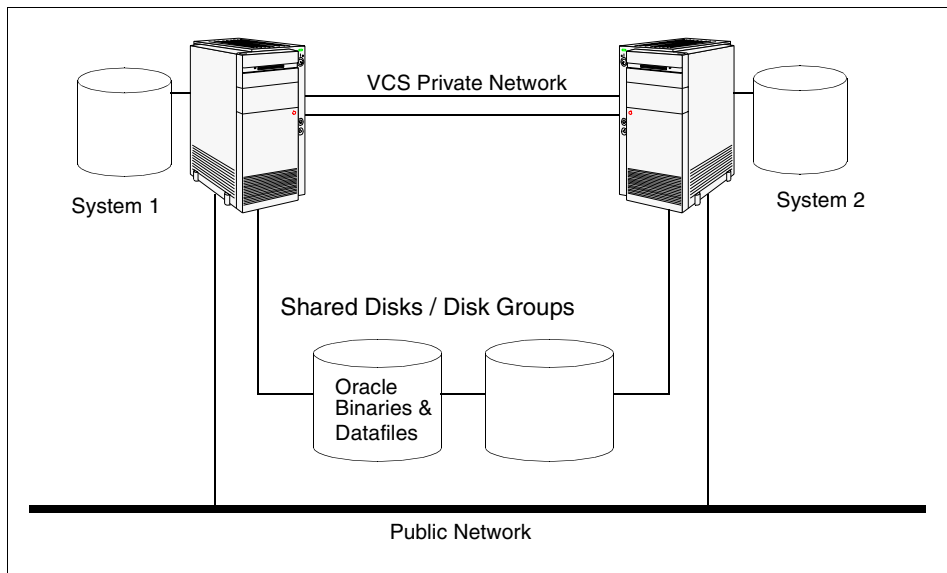 VCS Private Network
System 1
System 2
Shared Disks / Disk Groups
Oracle
Binaries &
Datafiles
Public Network